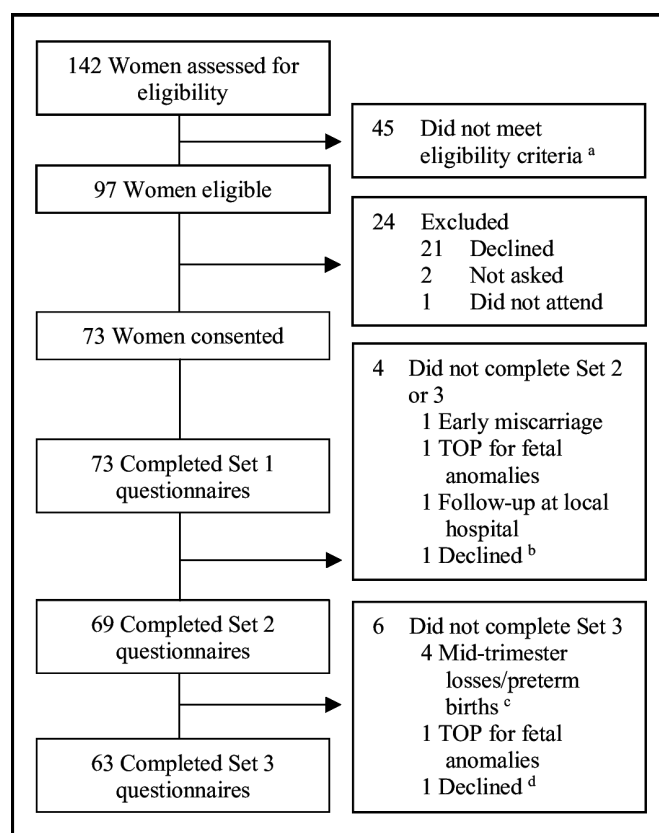 142 Women assessed for
eligibility
45 Did not meet
eligibility criteria a
97 Women eligible
24 Excluded
21 Declined
2 Not asked
1 Did not attend
73 Women consented
4 Did not complete Set 2
or 3
1 Early miscarriage
1 TOP for fetal
anomalies
1 Follow-up at local
hospital
1 Declined b
73 Completed Set 1
questionnaires
69 Completed Set 2
questionnaires
6 Did not complete Set 3
4 Mid-trimester
losses/preterm
births c
1 TOP for fetal
anomalies
1 Declined d
63 Completed Set 3
questionnaires